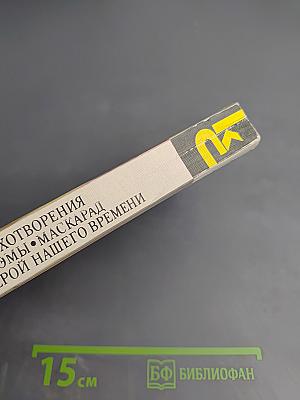 ХОТВОРЕНИЯ
ЭМЫ • МАСКАРАД
ЕРОЙ НАШЕГО ВРЕМЕНИ
15 см
БФ БИБЛИОФАН